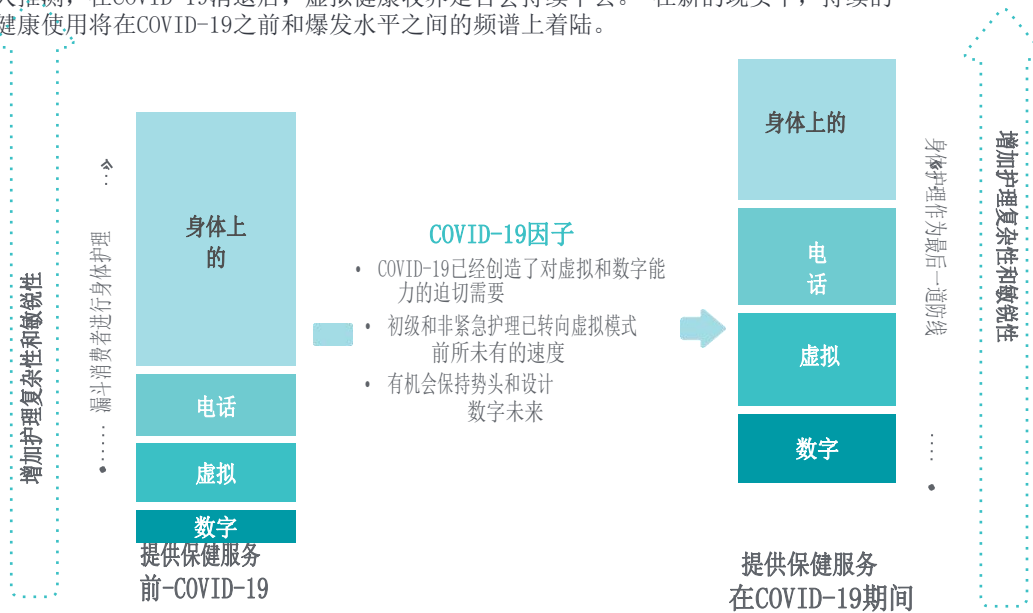 健康使用将在COVID-19之前和爆发水平之间的频谱上着陆。
增加护理复杂性和敏锐性
漏斗消费者进行身体护理
身体上
的
电话
虚拟
数字
提供保健服务
前-COVID-19
COVID-19因子
• COVID-19已经创造了对虚拟和数字能
力的迫切需要
• 初级和非紧急护理已转向虚拟模式
前所未有的速度
• 有机会保持势头和设计
数字未来
身体上的
电
话
虚拟
数字
提供保健服务
在COVID-19期间
身体护理作为最后一道防线
增加护理复杂性和敏锐性